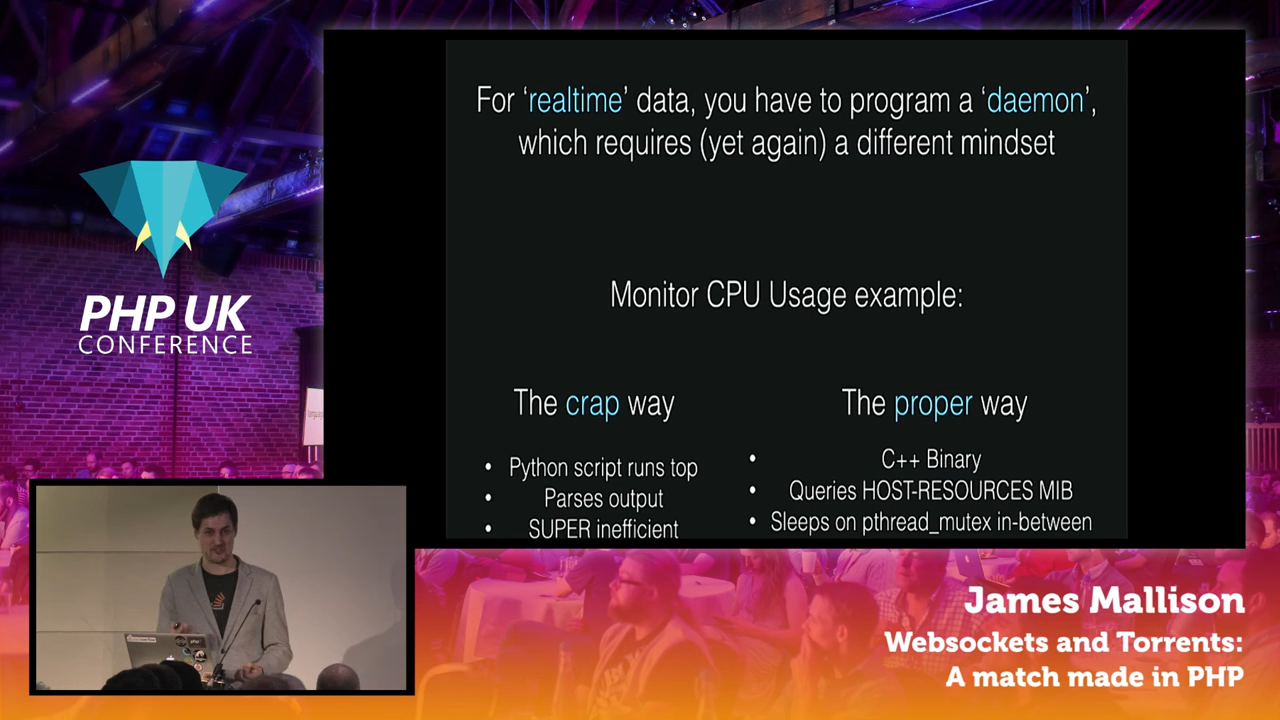 For ‘realtime’ data, you have to program a ‘daemon’,
which requires (yet again) a different mindset
Monitor CPU Usage example:
The crap way
• Python script runs top
• Parses output
• SUPER inefficient
The proper way
• C++ Binary
• Queries HOST-RESOURCES MIB
• Sleeps on pthread_mutex in-between
PHP UK
CONFERENCE
James Mallison
Websockets and Torrents:
A match made in PHP